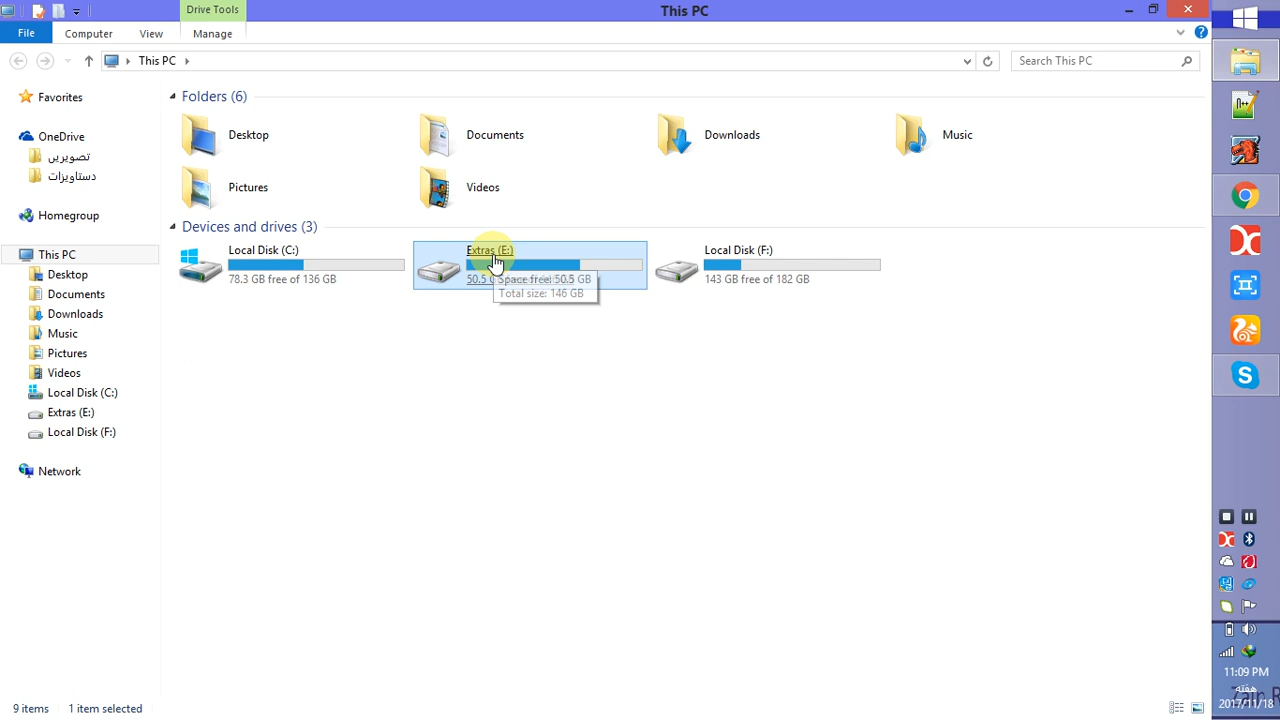 Drive Tools
This PC
File
Computer
View
Manage
This PC
Search This PC
Favorites
OneDrive
تصویریں
دستاویزات
Homegroup
This PC
Desktop
Documents
Downloads
Music
Pictures
Videos
Local Disk (C:)
Extras (E:)
Local Disk (F:)
Network
Folders (6)
Desktop
Documents
Downloads
Music
Pictures
Videos
Devices and drives (3)
Local Disk (C:)
78.3 GB free of 136 GB
Extras (E:)
50.5
Space free: 50.5 GB
Total size: 146 GB
Local Disk (F:)
143 GB free of 182 GB
9 items
1 item selected
11:09 PM
ھفتہ
2017/11/18